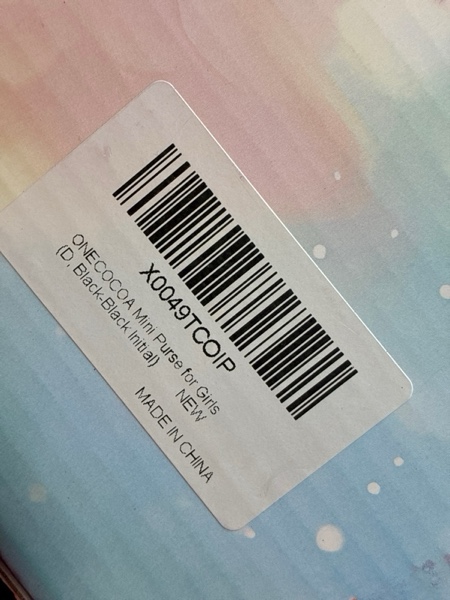 X0049TCOIP
ONECOCOA Mini Purse for Girls
(D, Black-Black Initial)
NEW
MADE IN CHINA